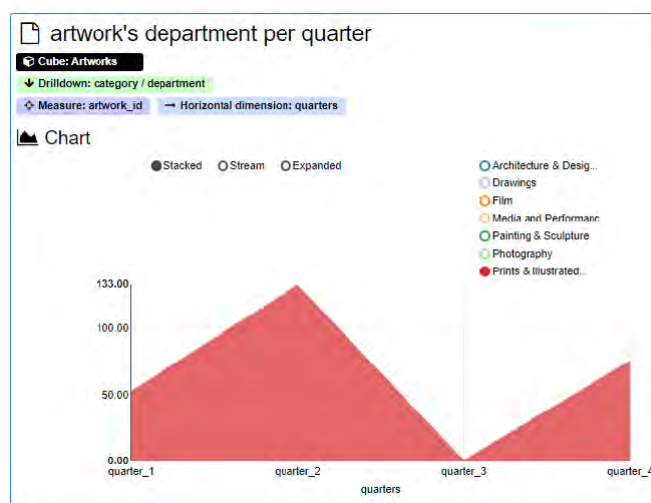 artwork's department per quarter
Cube: Artworks
Drilldown: category / department
Measure: artwork_id
Horizontal dimension: quarters
Chart
Stacked Stream Expanded
Architecture & Desig...
Drawings
Film
Media and Performanc
Painting & Sculpture
Photography
Prints & Illustrated...
133.00
100.00
50.00
0.00
quarter_1 quarter_2 quarter_3 quarter_4
quarters